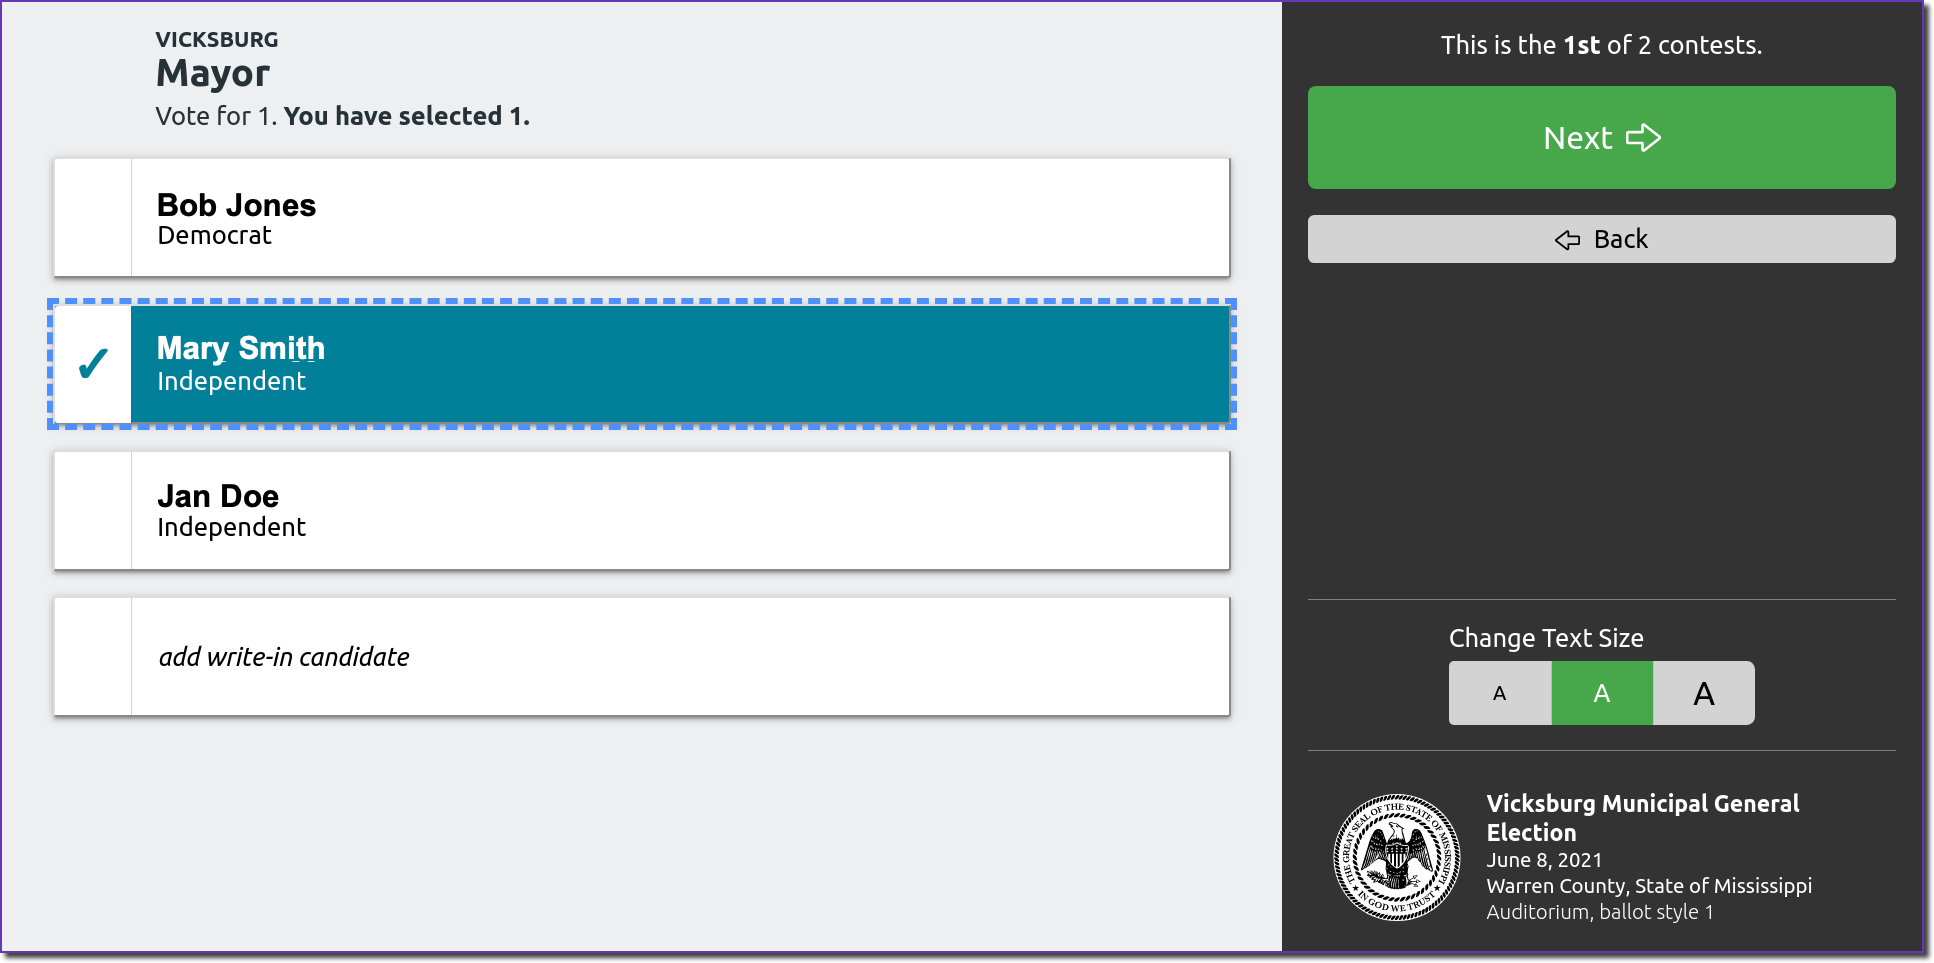 VICKSBURG
Mayor
Vote for 1. You have selected 1.
Bob Jones
Democrat
✓
Mary Smith
Independent
Jan Doe
Independent
add write-in candidate
This is the 1st of 2 contests.
Next
Back
Change Text Size
A A A
THE GREAT SEAL OF THE STATE OF MISSISSIPPI
IN GOD WE TRUST
Vicksburg Municipal General
Election
June 8, 2021
Warren County, State of Mississippi
Auditorium, ballot style 1